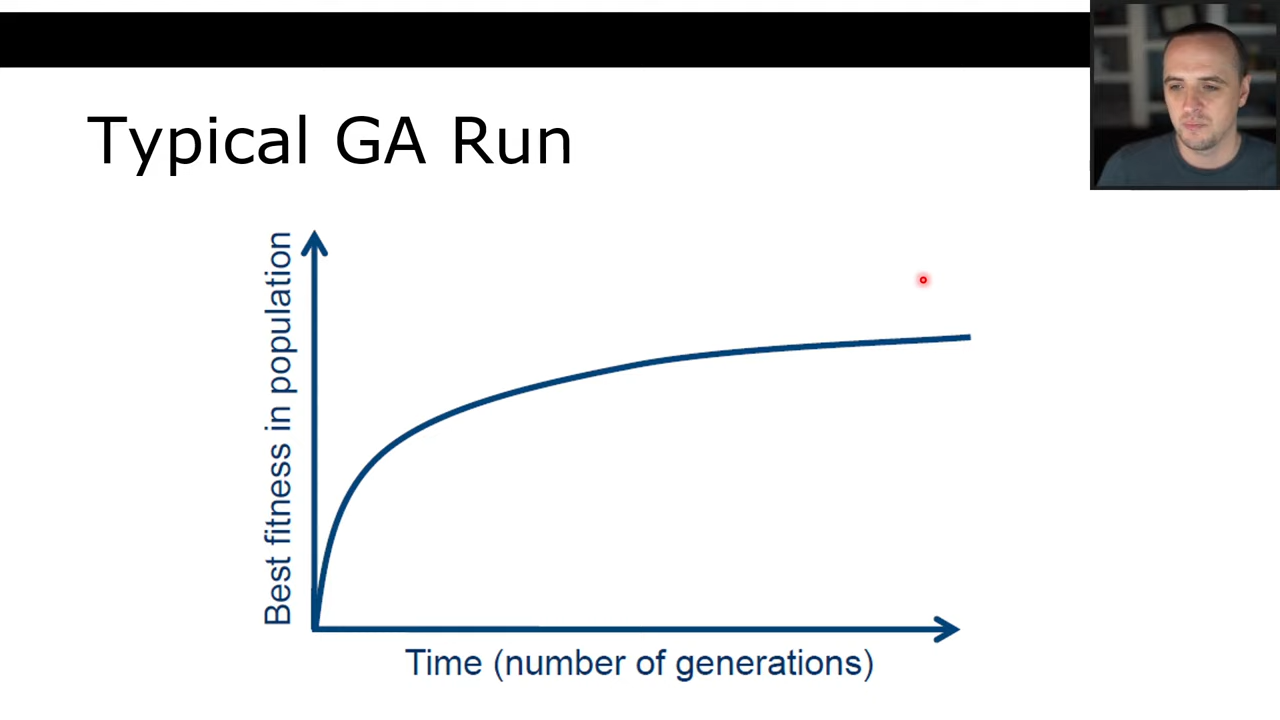 Typical GA Run
Best fitness in population
Time (number of generations)